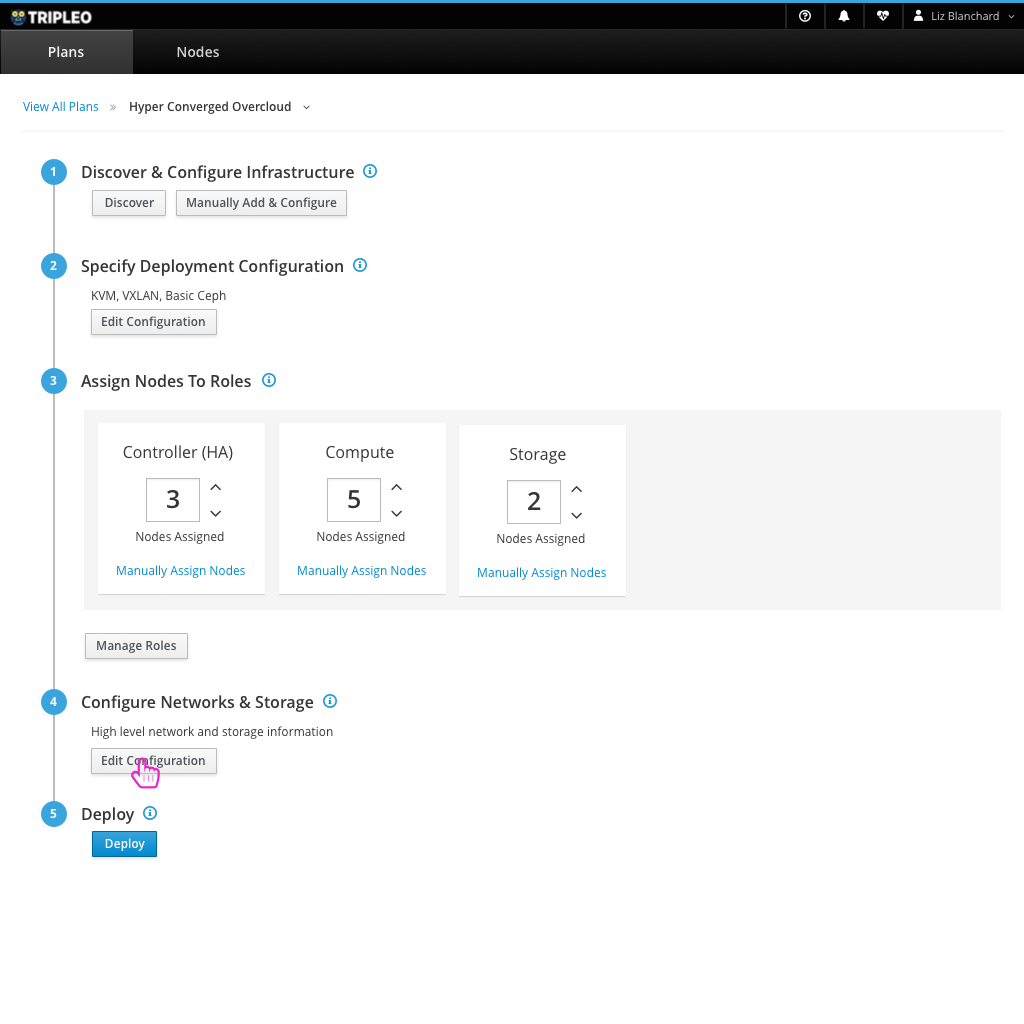 TRIPLEO
Liz Blanchard
Plans
Nodes
View All Plans » Hyper Converged Overcloud
1 Discover & Configure Infrastructure
Discover
Manually Add & Configure
2 Specify Deployment Configuration
KVM, VXLAN, Basic Ceph
Edit Configuration
3 Assign Nodes To Roles
Controller (HA)
3
Nodes Assigned
Manually Assign Nodes
Compute
5
Nodes Assigned
Manually Assign Nodes
Storage
2
Nodes Assigned
Manually Assign Nodes
Manage Roles
4 Configure Networks & Storage
High level network and storage information
Edit Configuration
5 Deploy
Deploy